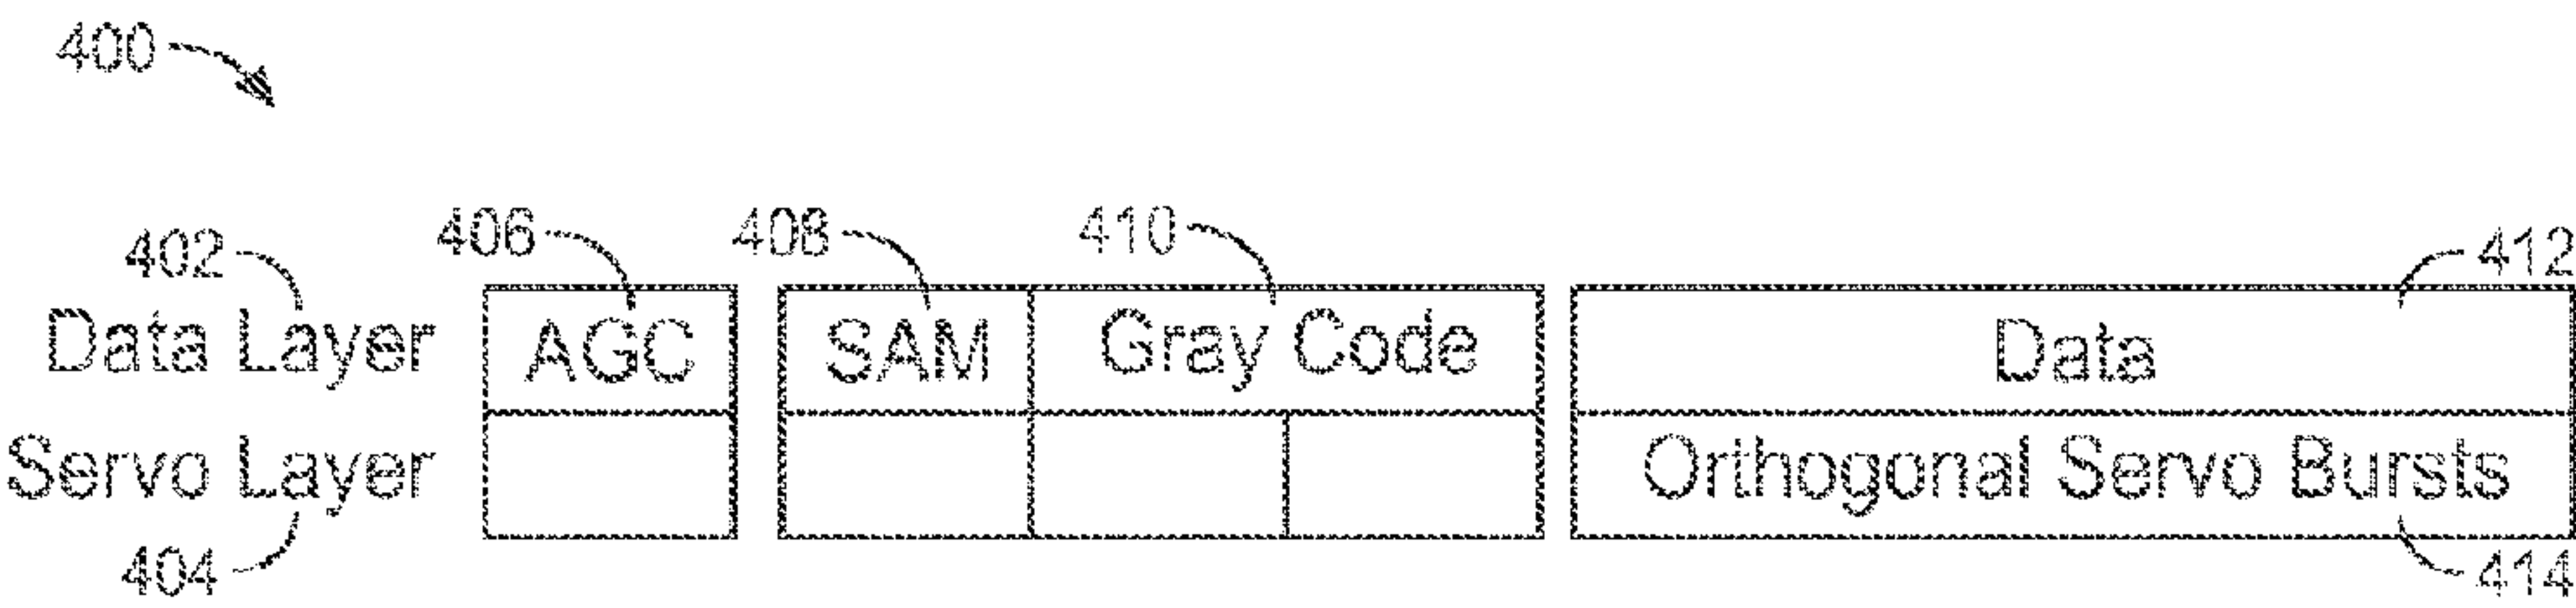 400
402 406 408 410 412
Data Layer AGC SAM Gray Code Data
Servo Layer Orthogonal Servo Bursts
404 414